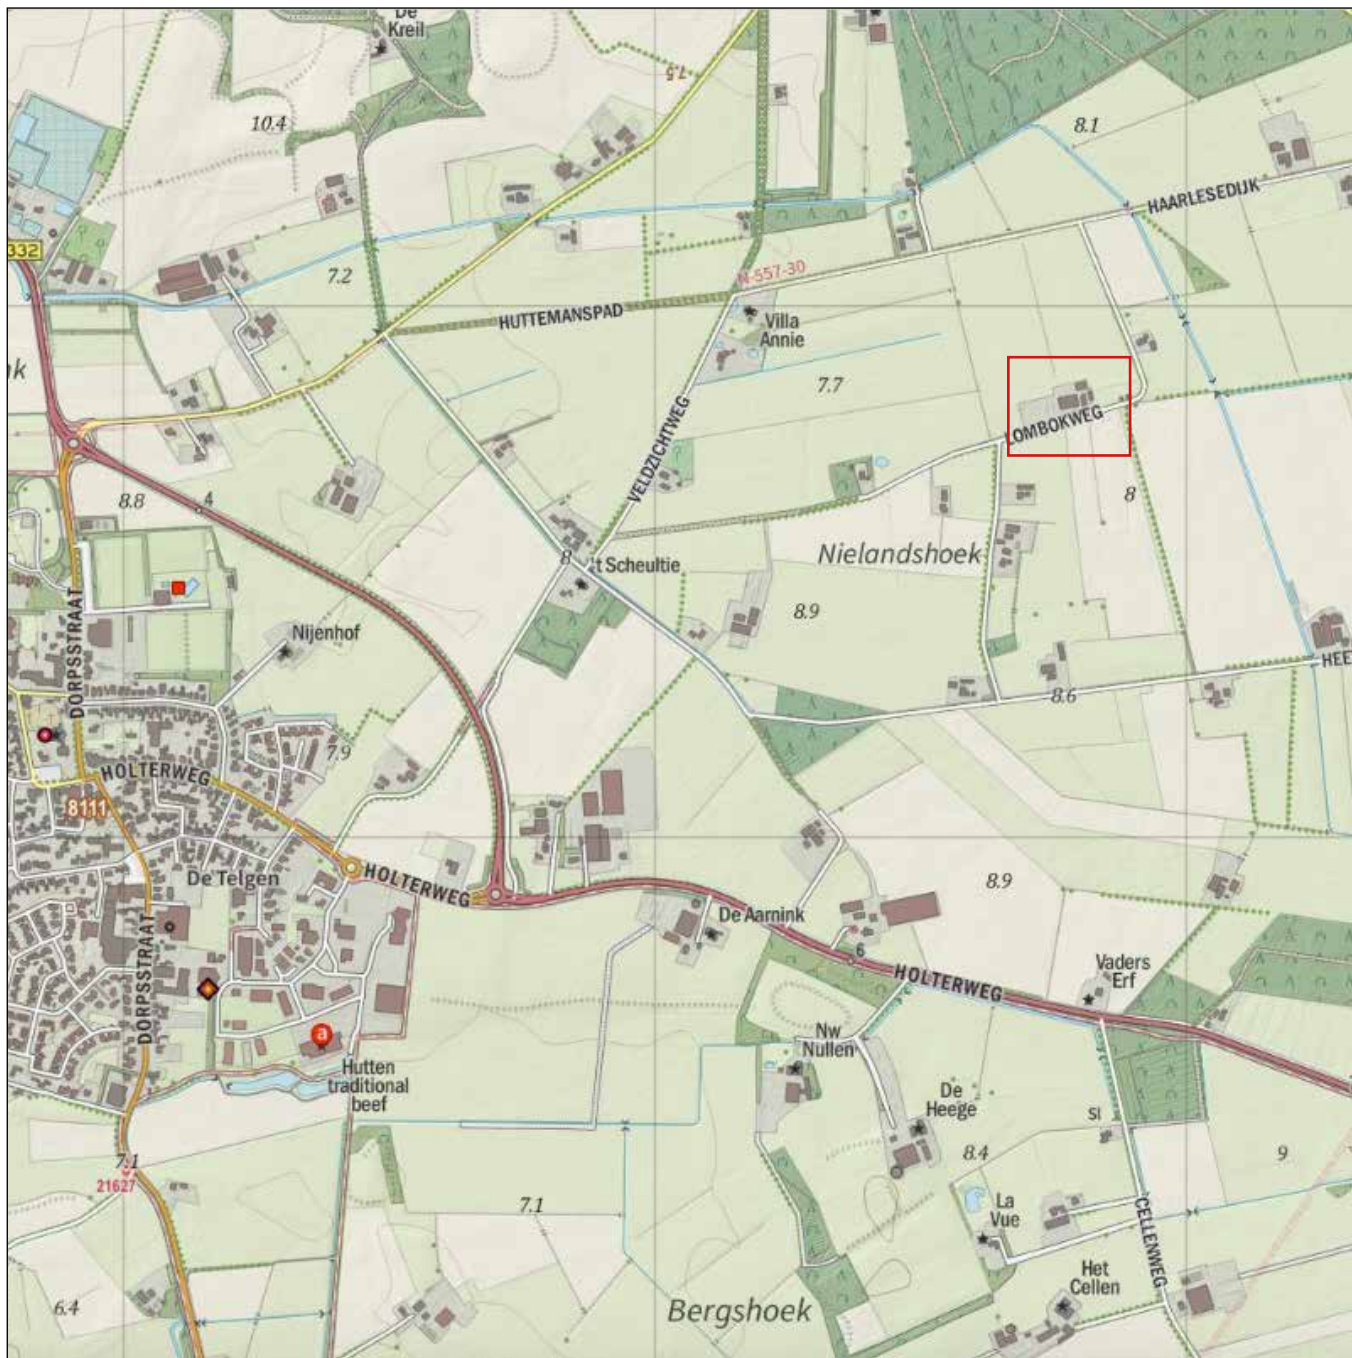 De
Kreil
7.5
10.4
8.1
HAARLESEDIJK
332
7.2
N-557-30
HUTTEMANSPAD
Villa
Annie
nk
7.7
LOMBOKWEG
VELDZICHTWEG
8.8
4
8
Nielandshoek
8
't Scheultie
8.9
DORPSSTRAAT
Nijenhof
HEE
8.6
7.9
HOLTERWEG
8111
De Telgen
HOLTERWEG
8.9
De Aarnink
DORPSSTRAAT
6
HOLTERWEG
Vaders
Erf
a
Nw
Nullen
Hutten
traditional
beef
De
Heege
Sl
7.1
21627
8.4
9
7.1
La
Vue
CELLENWEG
Het
Cellen
6.4
Bergshoek